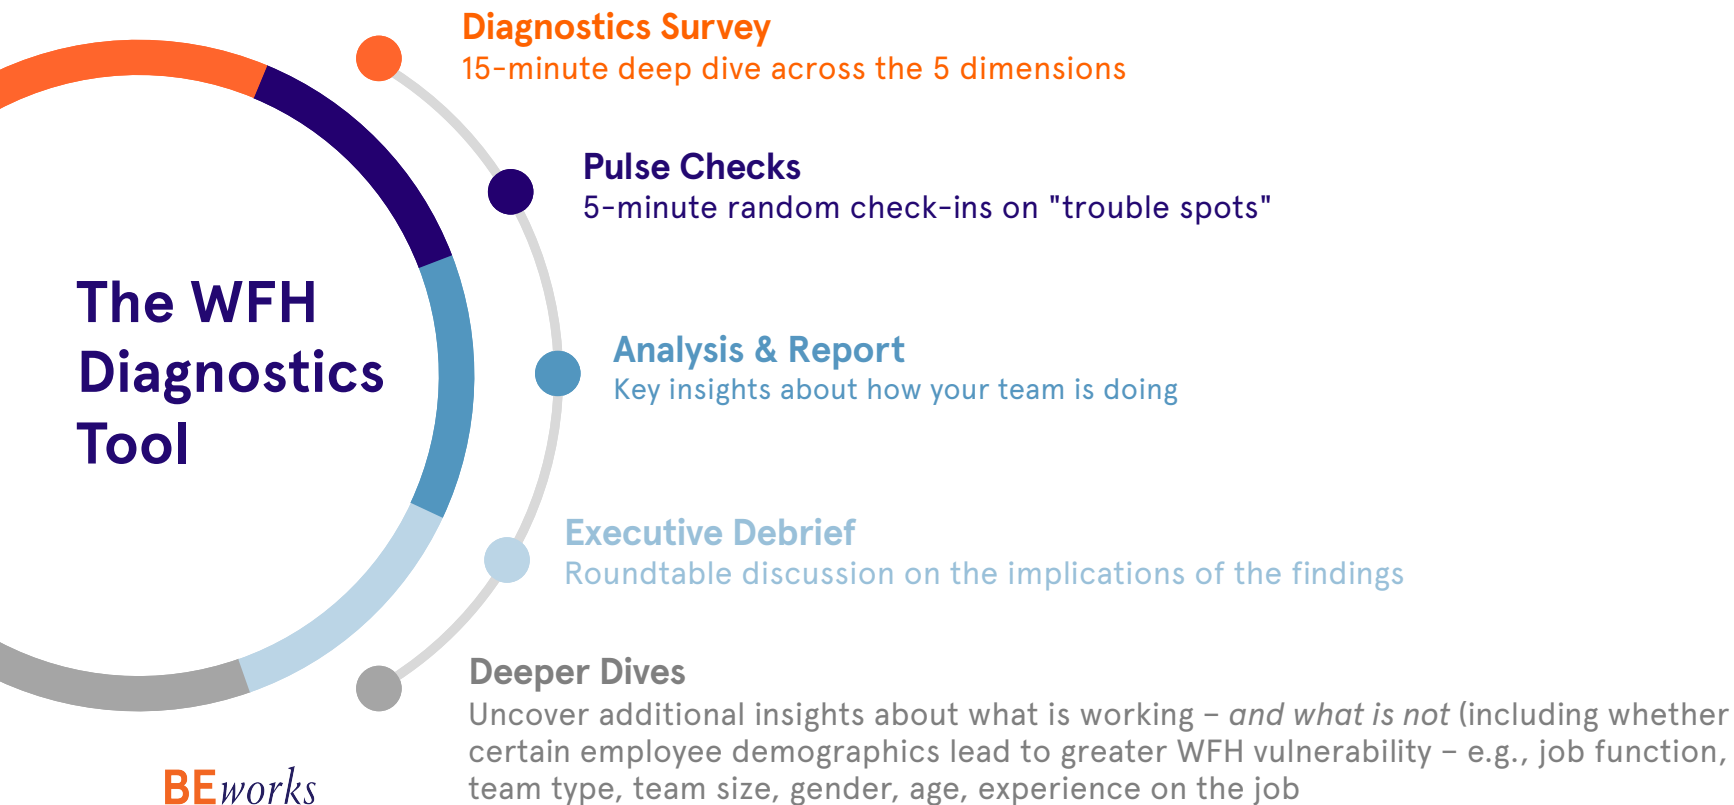 Diagnostics Survey
15-minute deep dive across the 5 dimensions
Pulse Checks
5-minute random check-ins on "trouble spots"
The WFH
Diagnostics
Tool
Analysis & Report
Key insights about how your team is doing
Executive Debrief
Roundtable discussion on the implications of the findings
Deeper Dives
Uncover additional insights about what is working – and what is not (including whether
certain employee demographics lead to greater WFH vulnerability – e.g., job function,
team type, team size, gender, age, experience on the job
BEworks